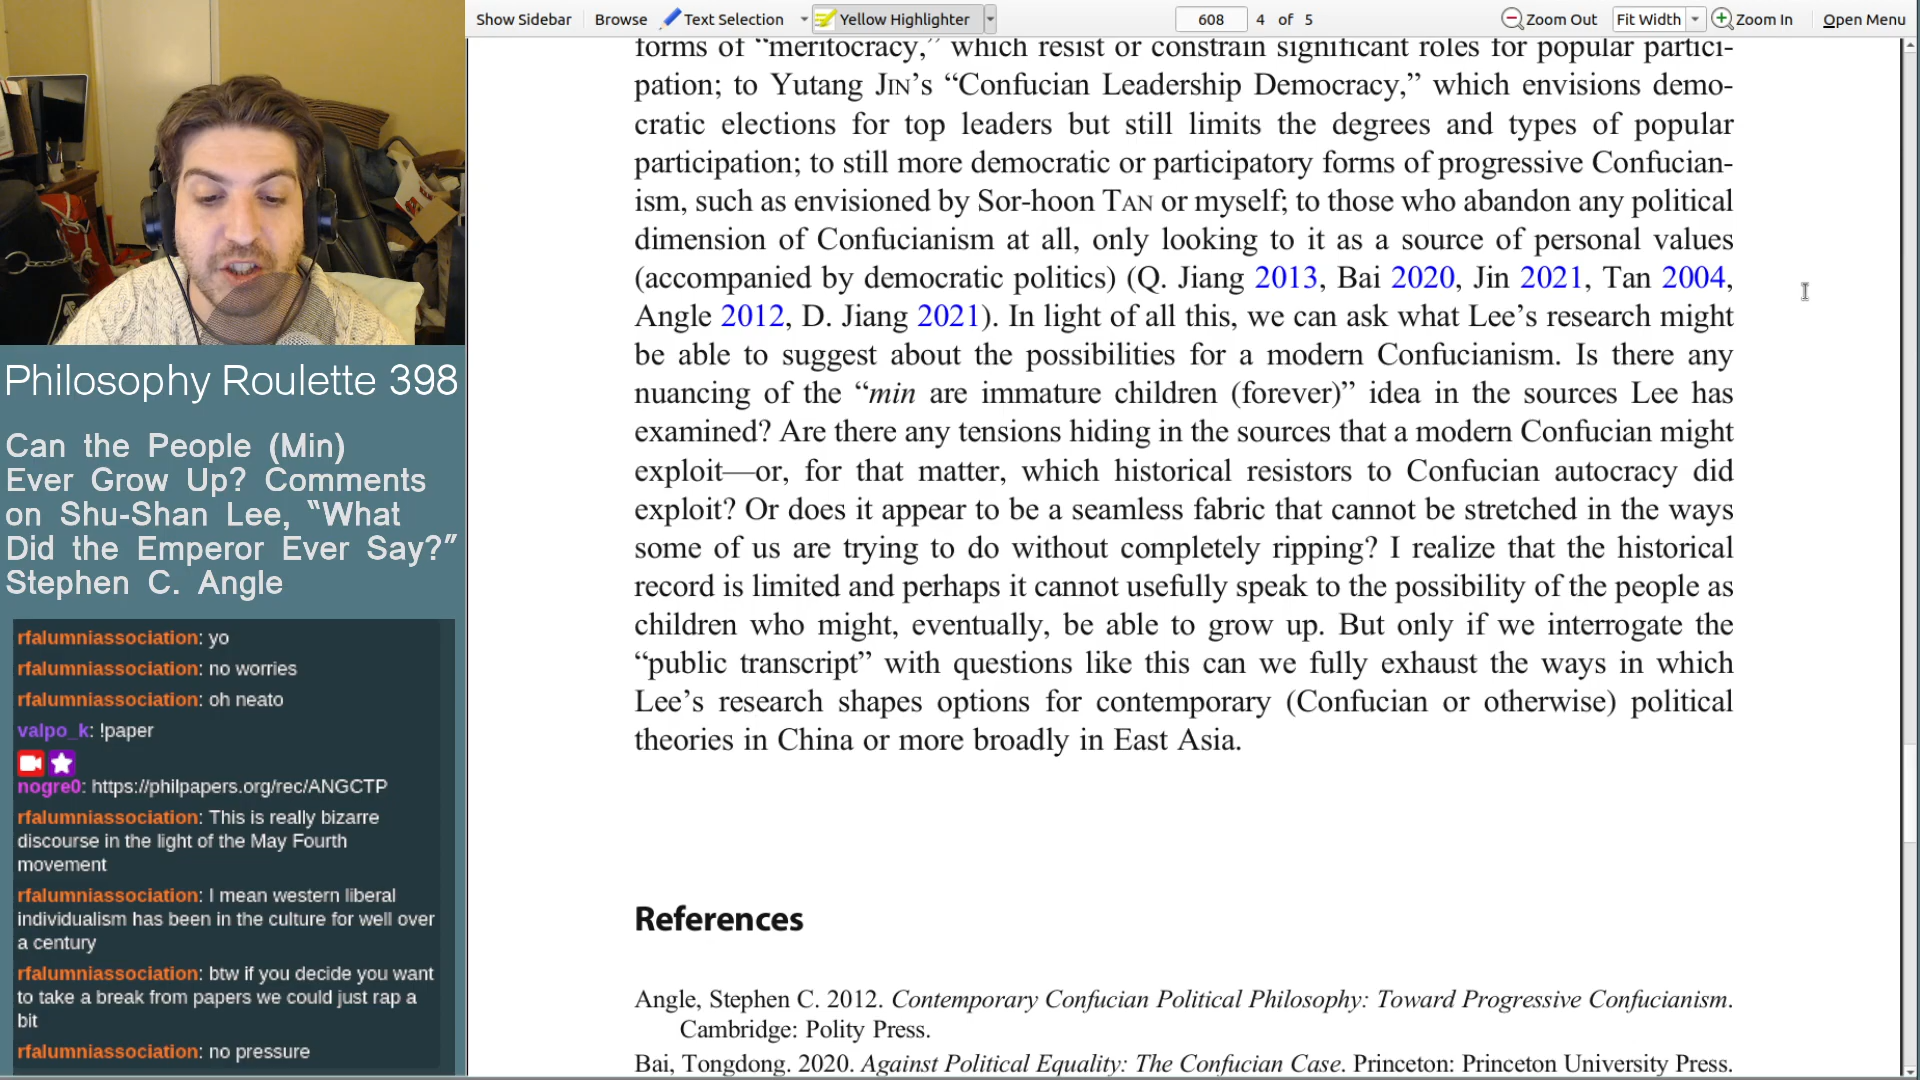 Show Sidebar Browse Text Selection Yellow Highlighter 608 4 of 5 Zoom Out Fit Width Zoom In Open Menu
forms of “meritocracy,” which resist or constrain significant roles for popular partici-
pation; to Yutang JIN’s “Confucian Leadership Democracy,” which envisions demo-
cratic elections for top leaders but still limits the degrees and types of popular
participation; to still more democratic or participatory forms of progressive Confucian-
ism, such as envisioned by Sor-hoon TAN or myself; to those who abandon any political
dimension of Confucianism at all, only looking to it as a source of personal values
(accompanied by democratic politics) (Q. Jiang 2013, Bai 2020, Jin 2021, Tan 2004,
Angle 2012, D. Jiang 2021). In light of all this, we can ask what Lee’s research might
be able to suggest about the possibilities for a modern Confucianism. Is there any
nuancing of the “min are immature children (forever)” idea in the sources Lee has
examined? Are there any tensions hiding in the sources that a modern Confucian might
exploit—or, for that matter, which historical resistors to Confucian autocracy did
exploit? Or does it appear to be a seamless fabric that cannot be stretched in the ways
some of us are trying to do without completely ripping? I realize that the historical
record is limited and perhaps it cannot usefully speak to the possibility of the people as
children who might, eventually, be able to grow up. But only if we interrogate the
“public transcript” with questions like this can we fully exhaust the ways in which
Lee’s research shapes options for contemporary (Confucian or otherwise) political
theories in China or more broadly in East Asia.
References
Angle, Stephen C. 2012. Contemporary Confucian Political Philosophy: Toward Progressive Confucianism.
Cambridge: Polity Press.
Bai, Tongdong. 2020. Against Political Equality: The Confucian Case. Princeton: Princeton University Press.
Philosophy Roulette 398
Can the People (Min)
Ever Grow Up? Comments
on Shu-Shan Lee, “What
Did the Emperor Ever Say?”
Stephen C. Angle
rfalumniassociation: yo
rfalumniassociation: no worries
rfalumniassociation: oh neato
valpo_k: !paper
nogre0: https://philpapers.org/rec/ANGCTP
rfalumniassociation: This is really bizarre
discourse in the light of the May Fourth
movement
rfalumniassociation: I mean western liberal
individualism has been in the culture for well over
a century
rfalumniassociation: btw if you decide you want
to take a break from papers we could just rap a
bit
rfalumniassociation: no pressure